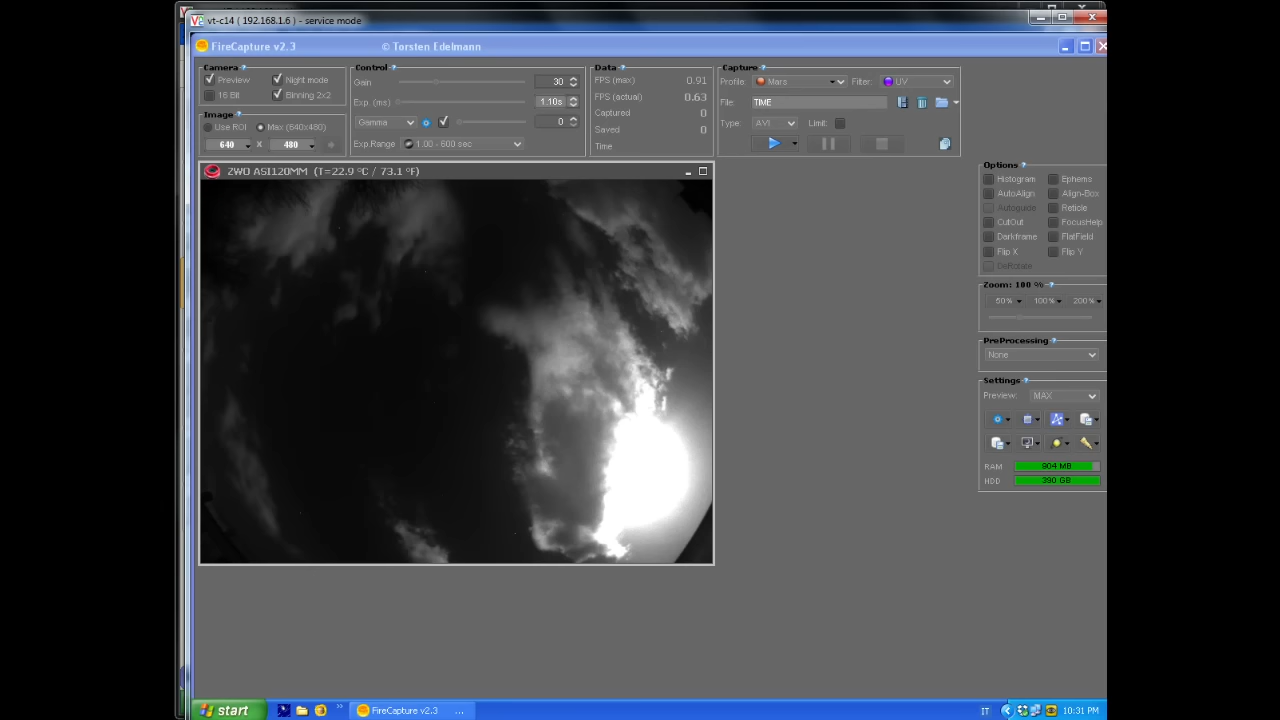 vt-c14 ( 192.168.1.6 ) - service mode
FireCapture v2.3 © Torsten Edelmann
Camera ?
Preview Night mode
16 Bit Binning 2x2
Image ?
Use ROI Max (640x480)
640 X 480
Control ?
Gain 30
Exp. (ms) 1.10s
Gamma 0
Exp.Range 1.00 - 600 sec
Data ?
FPS (max) 0.91
FPS (actual) 0.63
Captured 0
Saved 0
Time
Capture ?
Profile: Mars Filter: UV
File TIME
Type: AVI Limit:
ZWO ASI120MM (T=22.9 °C / 73.1 °F)
Options ?
Histogram Ephems
AutoAlign Align-Box
Autoguide Reticle
CutOut FocusHelp
Darkframe FlatField
Flip X Flip Y
DeRotate
Zoom: 100 % ?
50% 100% 200%
PreProcessing ?
None
Settings ?
Preview: MAX
RAM 904 MB
HDD 390 GB
start » FireCapture v2.3 ... IT 10:31 PM